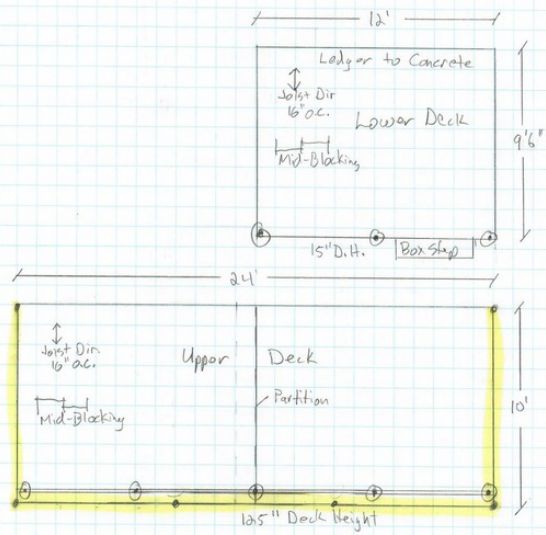 12'
Ledger to Concrete
Joist Dir
16" o.c.
Lower Deck
9'6"
Mid-Blocking
15" D.H.
Box Step
24'
Joist Dir
16" o.c.
Upper Deck
Partition
10'
Mid-Blocking
125" Deck Height